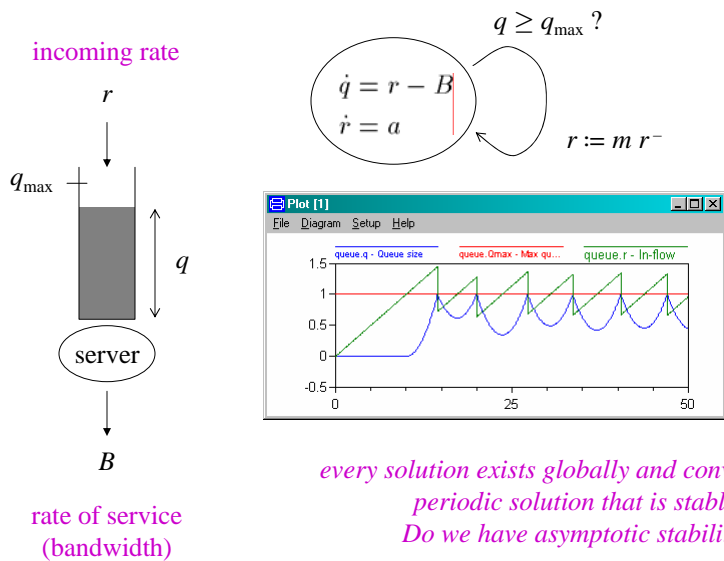 incoming rate
r
q_max
q
server
B
rate of service
(bandwidth)
q ≥ q_max ?
q̇ = r − B
ṙ = a
r := m r⁻
Plot [1]
File Diagram Setup Help
queue.q - Queue size queue.Qmax - Max qu... queue.r - In-flow
1.5
1
0.5
0
-0.5
0 25 50
every solution exists globally and conv
periodic solution that is stabl
Do we have asymptotic stabili